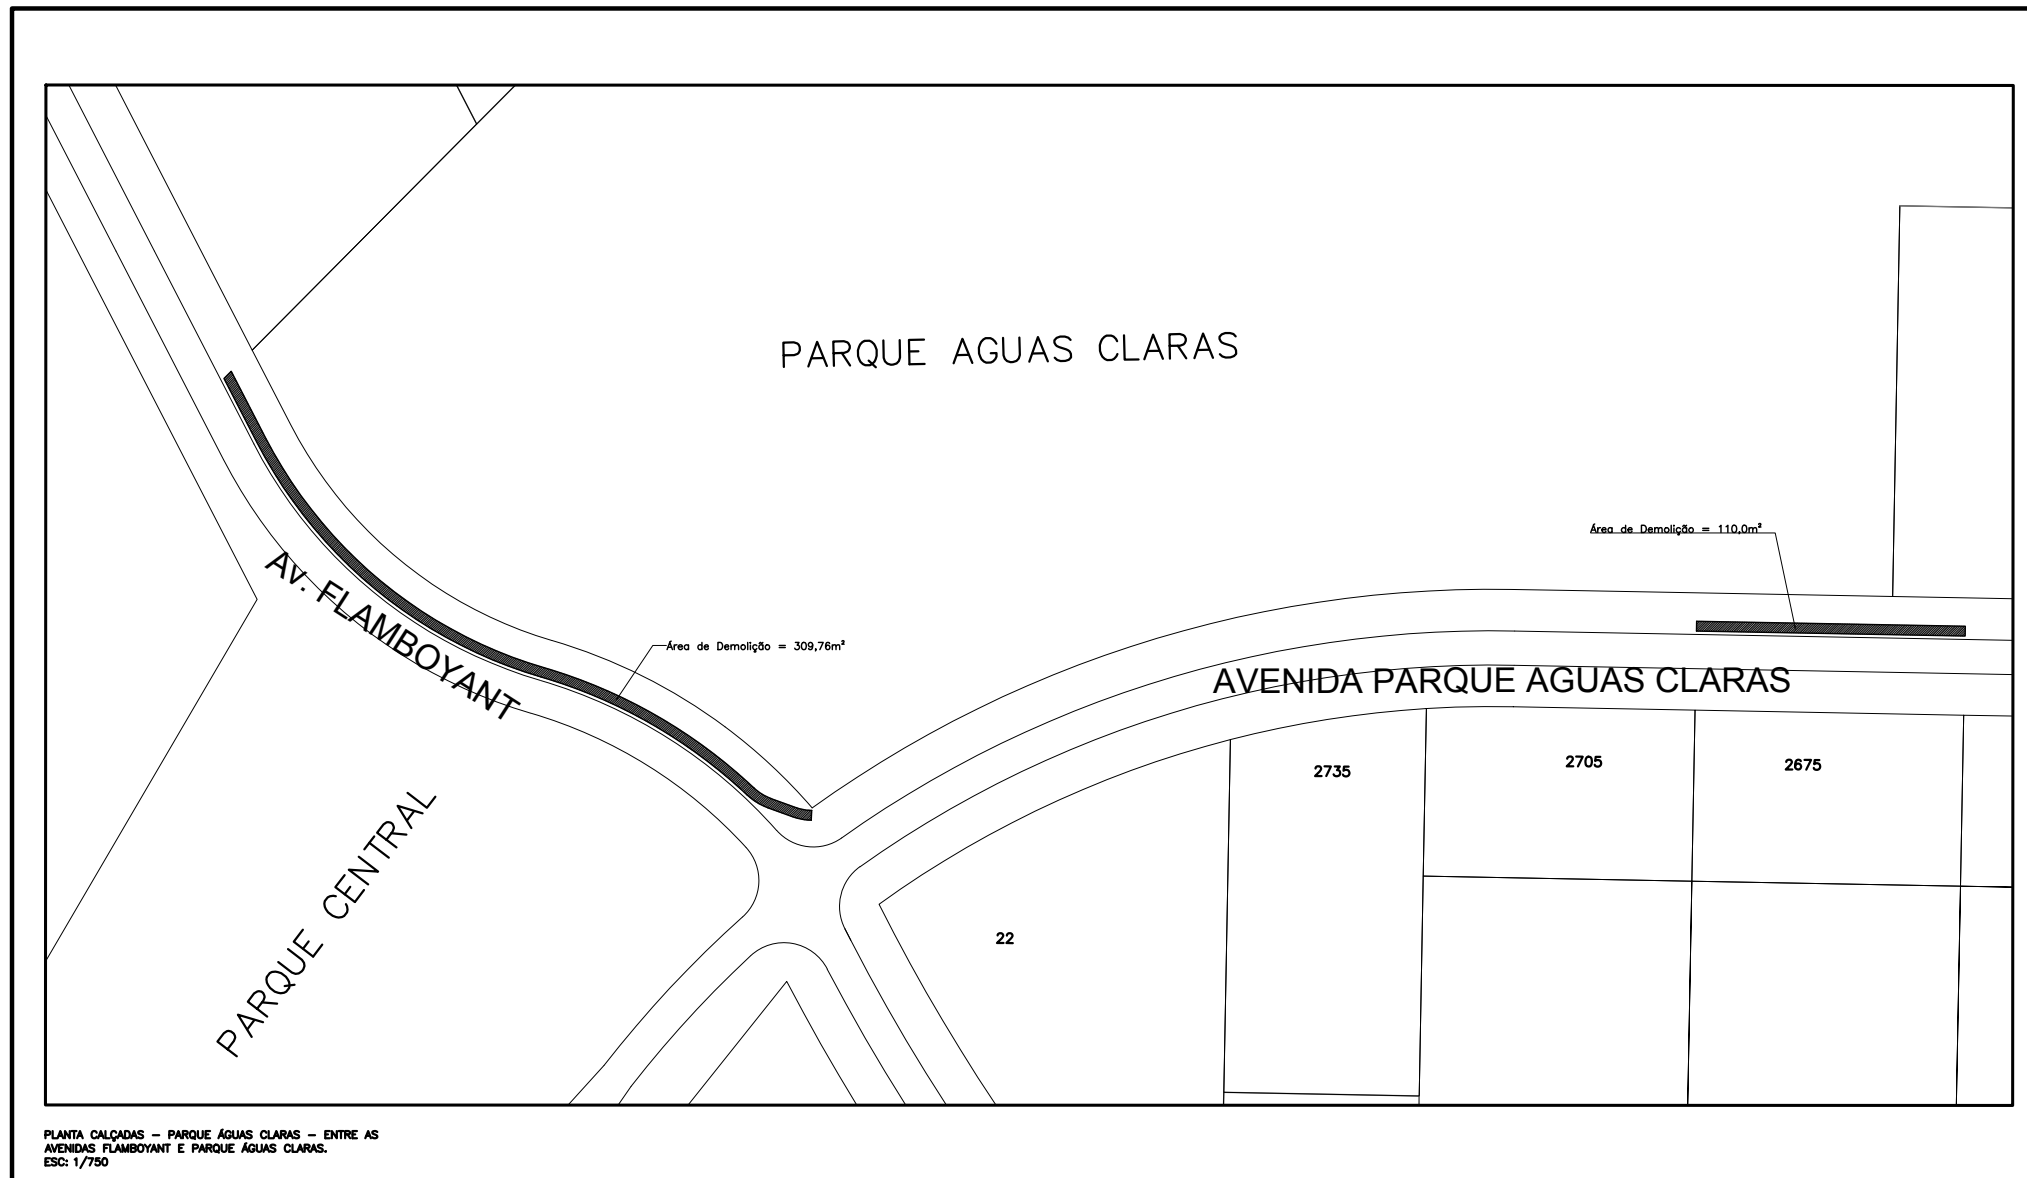 PARQUE AGUAS CLARAS
Área de Demolição = 110,0m²
AV. FLAMBOYANT
Área de Demolição = 309,76m²
AVENIDA PARQUE AGUAS CLARAS
2735
2705
2675
PARQUE CENTRAL
22
PLANTA CALÇADAS – PARQUE ÁGUAS CLARAS – ENTRE AS
AVENIDAS FLAMBOYANT E PARQUE ÁGUAS CLARAS.
ESC: 1/750